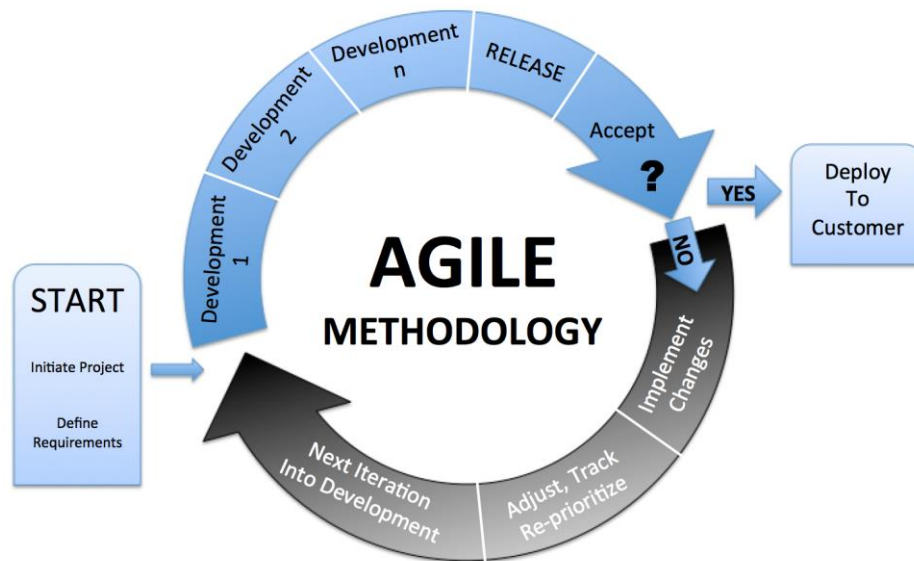 START
Initiate Project
Define
Requirements
Development
1
Development
2
Development
n
RELEASE
Accept
?
YES
Deploy
To
Customer
NO
Implement
Changes
Adjust, Track
Re-prioritize
Next Iteration
Into Development
AGILE
METHODOLOGY